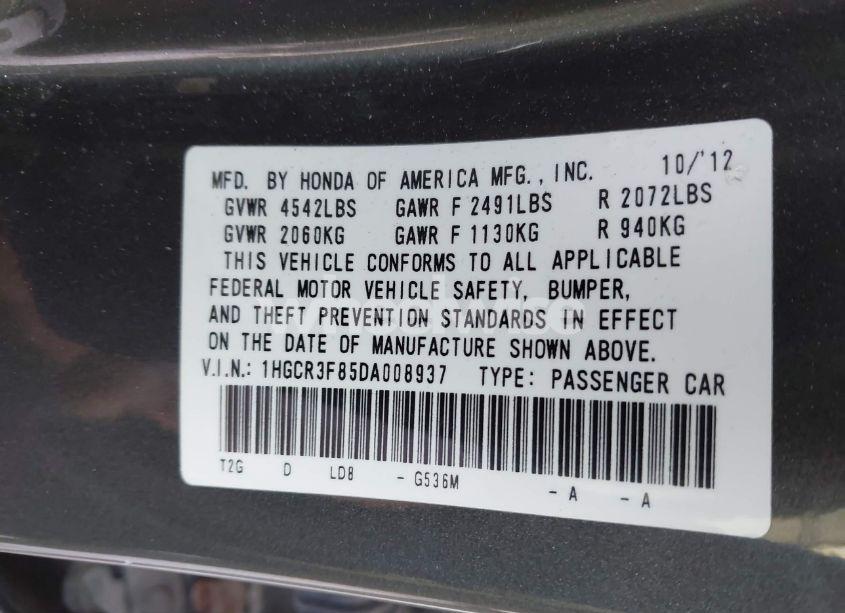 MFD. BY HONDA OF AMERICA MFG., INC. 10/'12
GVWR 4542LBS GAWR F 2491LBS R 2072LBS
GVWR 2060KG GAWR F 1130KG R 940KG
THIS VEHICLE CONFORMS TO ALL APPLICABLE
FEDERAL MOTOR VEHICLE SAFETY, BUMPER,
AND THEFT PREVENTION STANDARDS IN EFFECT
ON THE DATE OF MANUFACTURE SHOWN ABOVE.
V.I.N.: 1HGCR3F85DA008937 TYPE: PASSENGER CAR
T2G D LD8 - G536M - A - A